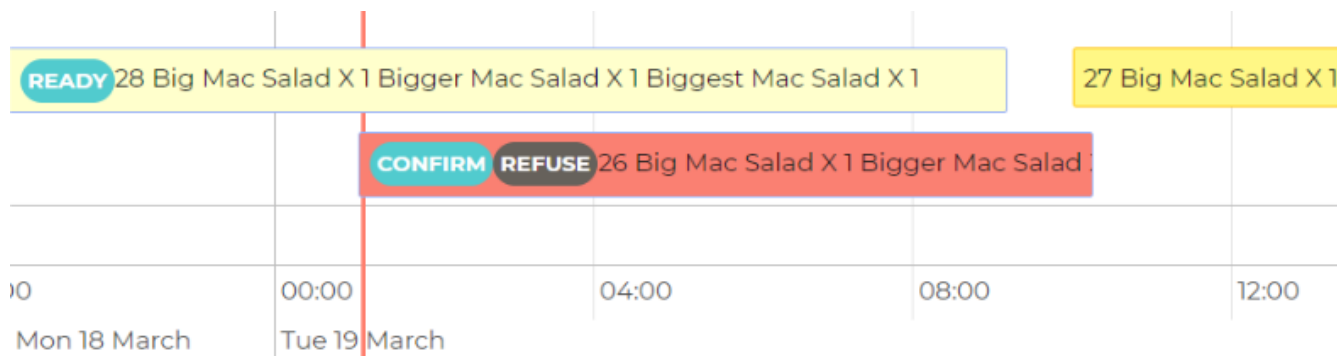 READY 28 Big Mac Salad X 1 Bigger Mac Salad X 1 Biggest Mac Salad X 1
27 Big Mac Salad X 1
CONFIRM REFUSE 26 Big Mac Salad X 1 Bigger Mac Salad
00:00 04:00 08:00 12:00
Mon 18 March Tue 19 March